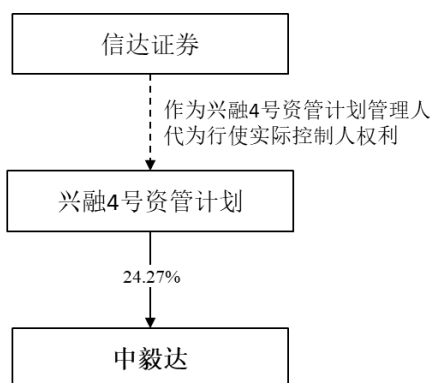 信达证券
作为兴融4号资管计划管理人
代为行使实际控制人权利
兴融4号资管计划
24.27%
中毅达